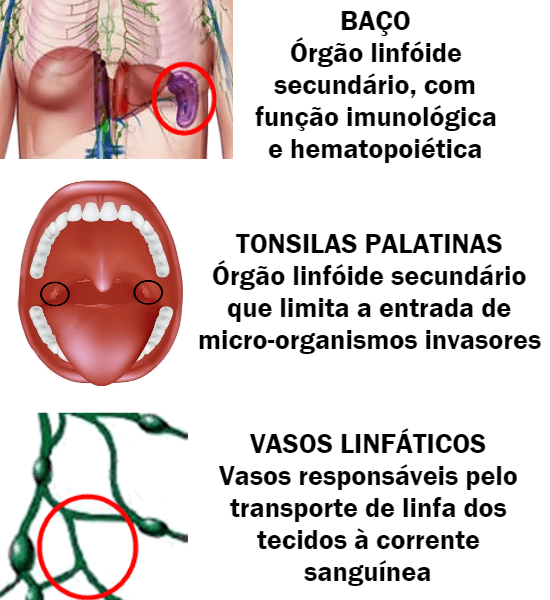 BAÇO
Órgão linfóide
secundário, com
função imunológica
e hematopoiética
TONSILAS PALATINAS
Órgão linfóide secundário
que limita a entrada de
micro-organismos invasores
VASOS LINFÁTICOS
Vasos responsáveis pelo
transporte de linfa dos
tecidos à corrente
sanguínea